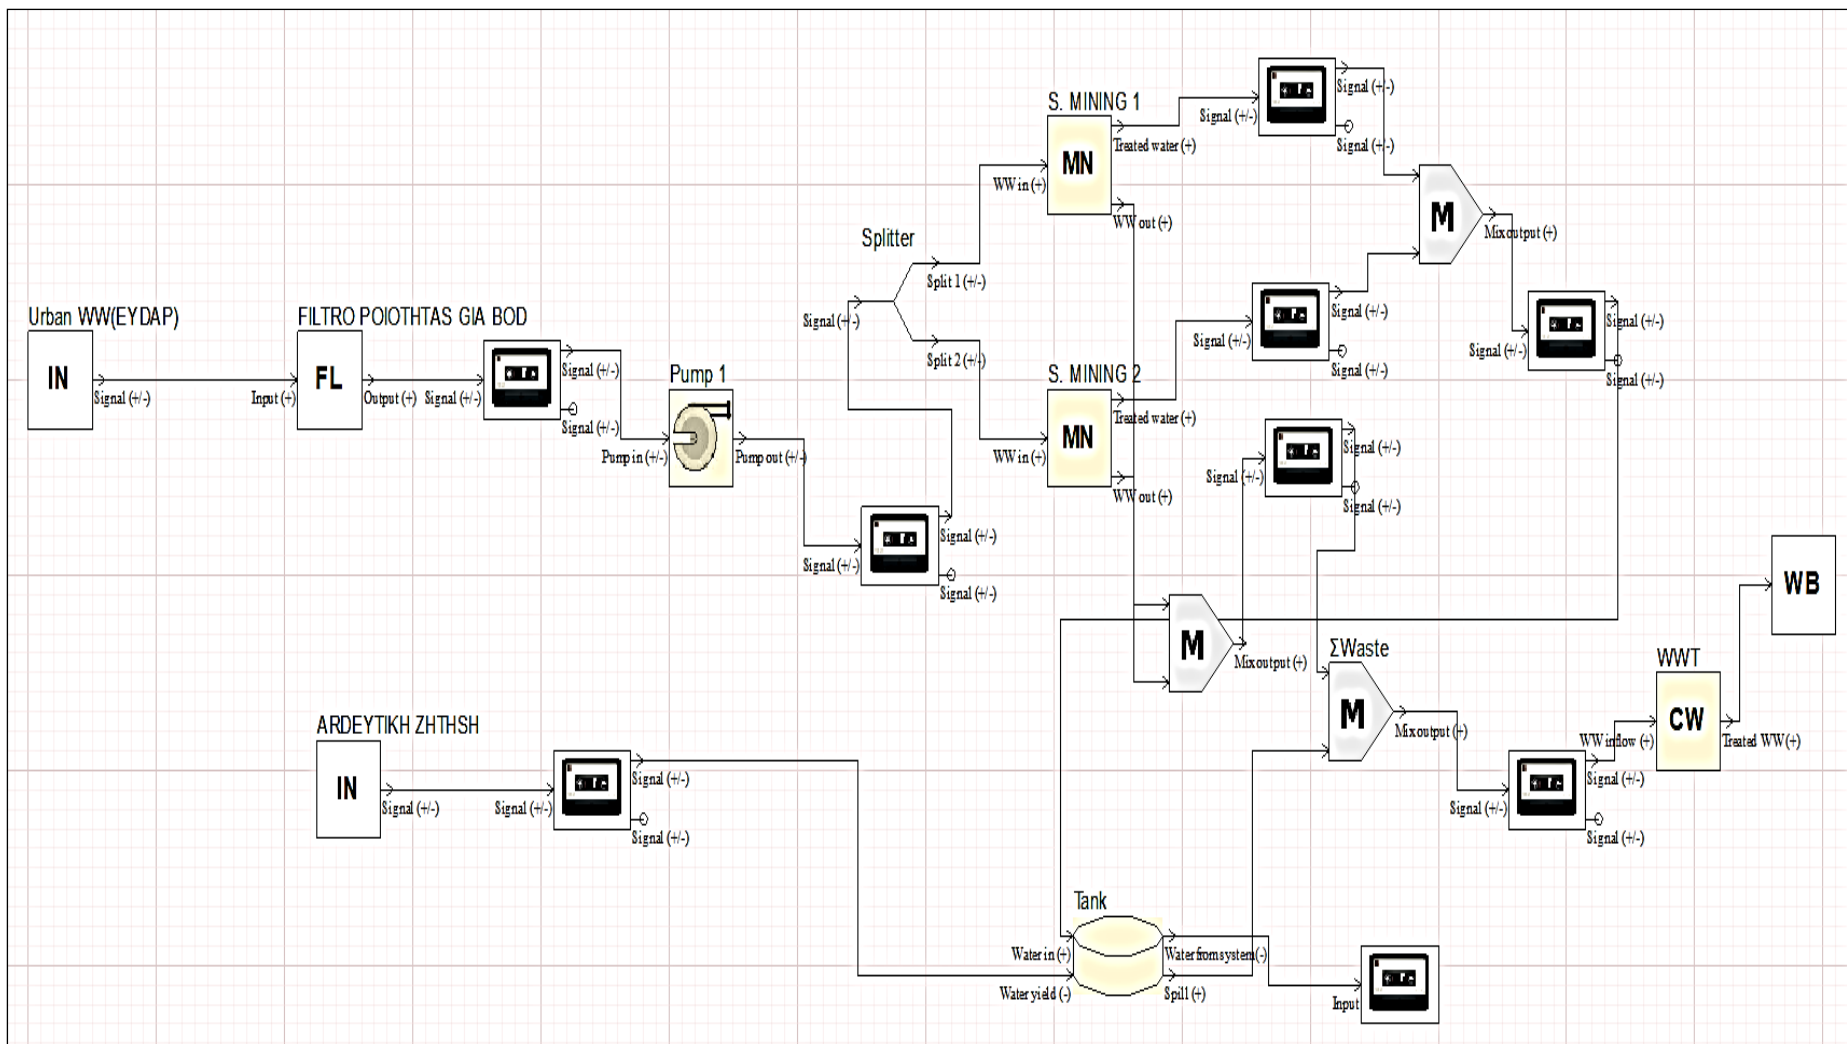 S. MINING 1
MN
Treated water (+)
WW in (+)
WW out (+)
Signal (+/-)
Signal (+/-)
Signal (+/-)
M
Mix output (+)
Splitter
Split 1 (+/-)
Signal (+/-)
Split 2 (+/-)
Signal (+/-)
Signal (+/-)
Signal (+/-)
Signal (+/-)
Signal (+/-)
Signal (+/-)
Urban WW(EYDAP)
IN
Signal (+/-)
FILTRO POIOTHTAS GIA BOD
FL
Input (+)
Output (+)
Signal (+/-)
Signal (+/-)
Signal (+/-)
Pump 1
Pump in (+/-)
Pump out (+/-)
S. MINING 2
MN
Treated water (+)
WW in (+)
WW out (+)
Signal (+/-)
Signal (+/-)
Signal (+/-)
Signal (+/-)
Signal (+/-)
Signal (+/-)
WB
M
Mix output (+)
ΣWaste
M
Mix output (+)
WWT
CW
WW inflow (+)
Treated WW (+)
Signal (+/-)
Signal (+/-)
Signal (+/-)
ARDEYTIKH ZHTHSH
IN
Signal (+/-)
Signal (+/-)
Signal (+/-)
Signal (+/-)
Tank
Water in (+)
Water from system (-)
Water yield (-)
Spill (+)
Input